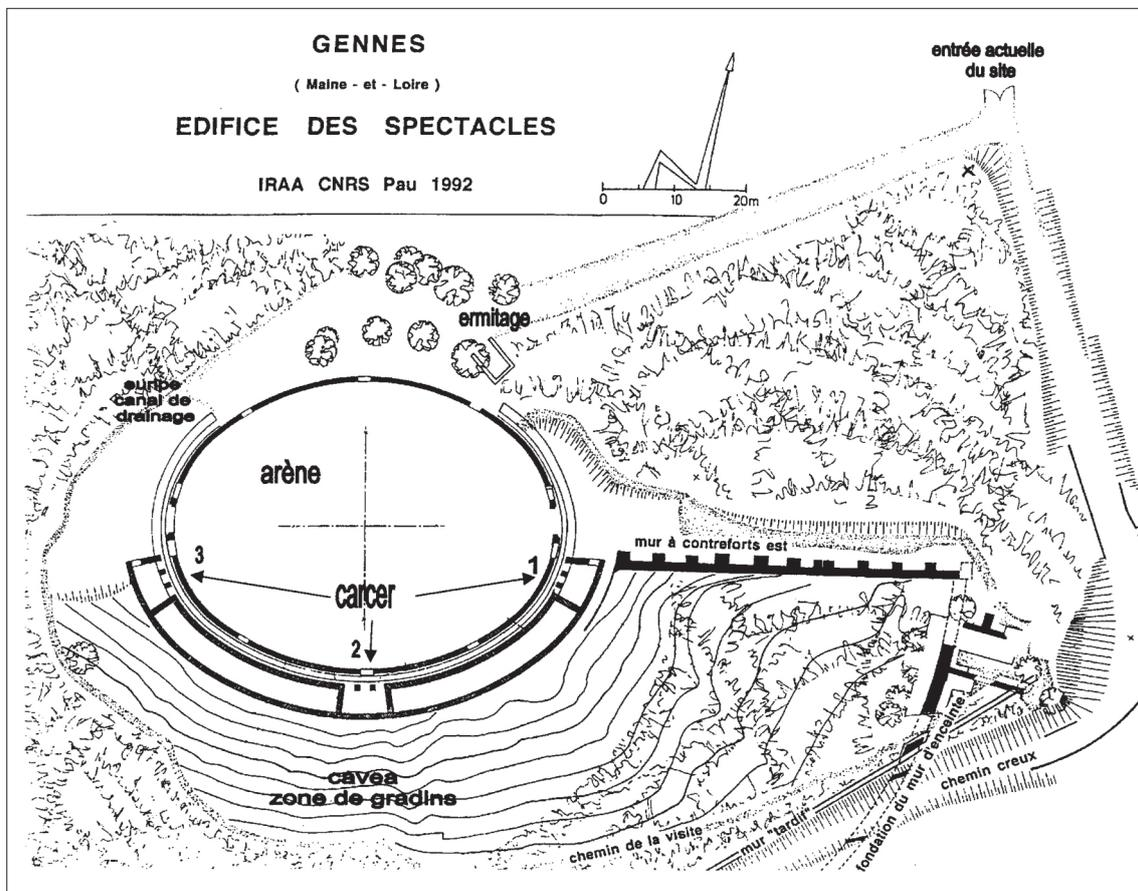 GENNES
( Maine - et - Loire )
EDIFICE DES SPECTACLES
IRAA CNRS Pau 1992
0 10 20m
entrée actuelle
du site
ermitage
euripe
canal de
drainage
arène
mur à contreforts est
3
1
carcer
2
cavea
zone de gradins
chemin de la visite
mur "tardif"
fondation du mur d'enceinte
chemin creux